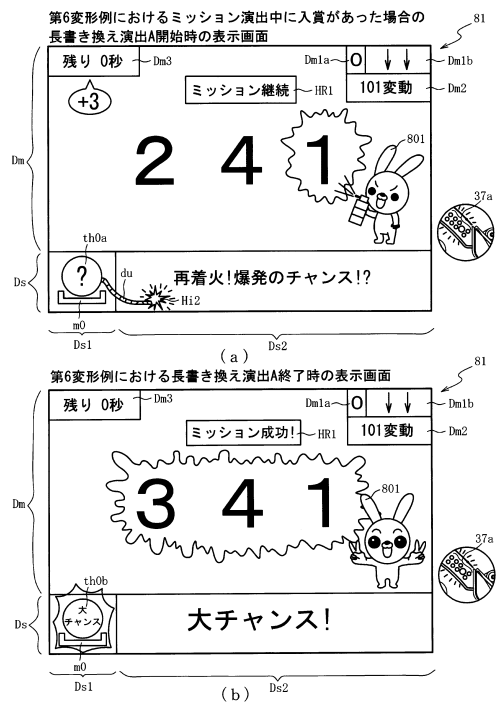 第6変形例におけるミッション演出中に入賞があった場合の
長書き換え演出A開始時の表示画面
81
残り 0秒
Dm3
Dm1a
0
↓ ↓
Dm1b
+3
ミッション継続
HR1
101変動
Dm2
Dm
2 4 1
801
37a
th0a
?
du
再着火!爆発のチャンス!?
Hi2
Ds
m0
Ds1
Ds2
(a)
第6変形例における長書き換え演出A終了時の表示画面
81
残り 0秒
Dm3
Dm1a
0
↓ ↓
Dm1b
ミッション成功!
HR1
101変動
Dm2
Dm
3 4 1
801
37a
th0b
大
チャンス
大チャンス!
Ds
m0
Ds1
Ds2
(b)